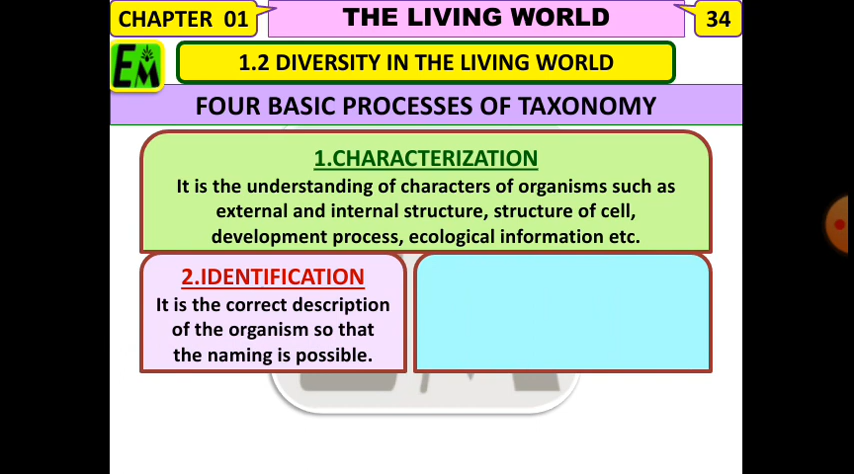 CHAPTER 01
THE LIVING WORLD
34
EM
1.2 DIVERSITY IN THE LIVING WORLD
FOUR BASIC PROCESSES OF TAXONOMY
1.CHARACTERIZATION
It is the understanding of characters of organisms such as
external and internal structure, structure of cell,
development process, ecological information etc.
2.IDENTIFICATION
It is the correct description
of the organism so that
the naming is possible.